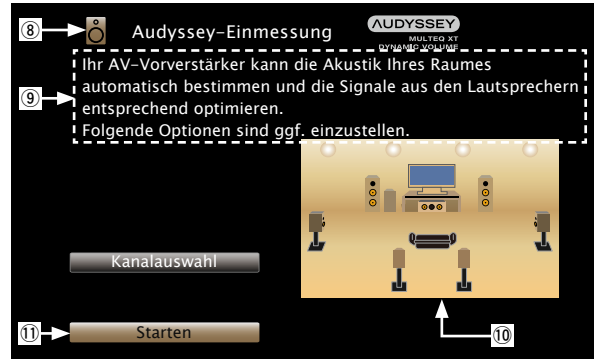 ⑧
Audyssey-Einmessung
AUDYSSEY
MULTEQ XT
DYNAMIC VOLUME
⑨
Ihr AV-Vorverstärker kann die Akustik Ihres Raumes
automatisch bestimmen und die Signale aus den Lautsprechern
entsprechend optimieren.
Folgende Optionen sind ggf. einzustellen.
Kanalauswahl
⑪
Starten
⑩